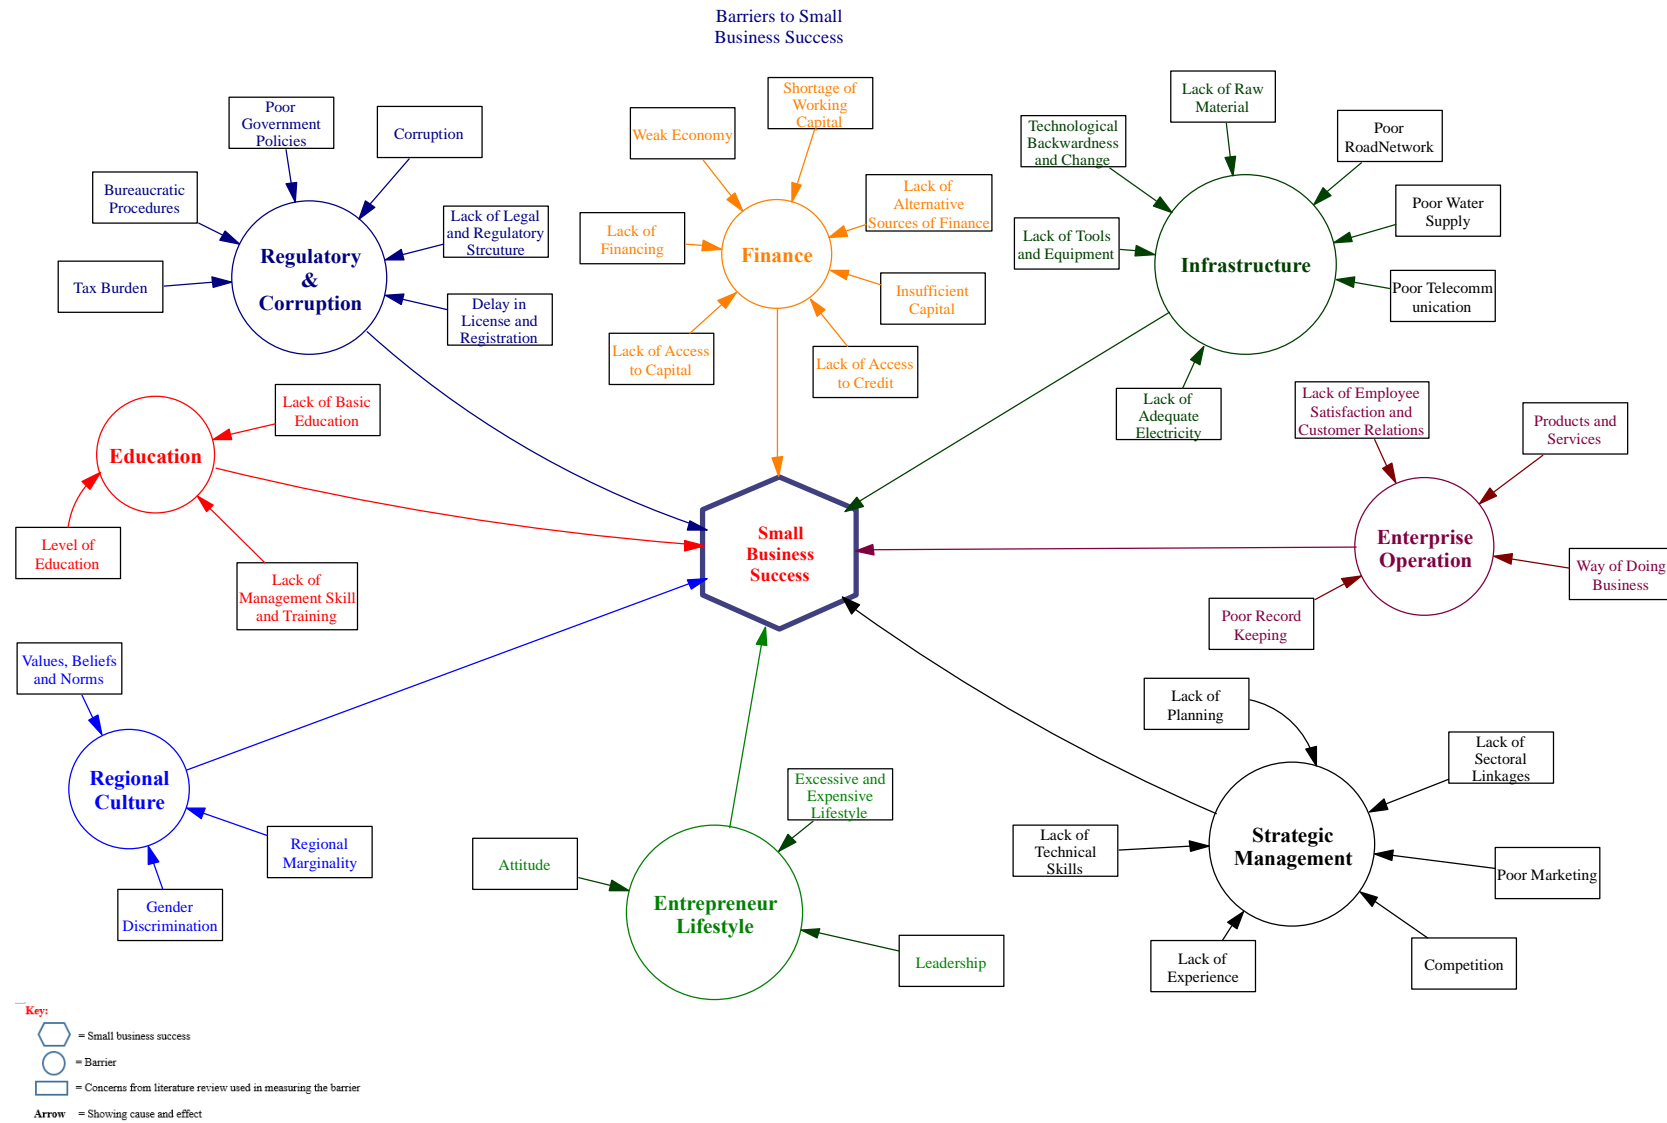 Barriers to Small
Business Success
Poor
Government
Policies
Corruption
Bureaucratic
Procedures
Lack of Legal
and Regulatory
Strcuture
Tax Burden
Delay in
License and
Registration
Regulatory
&
Corruption
Weak Economy
Shortage of
Working
Capital
Lack of
Alternative
Sources of Finance
Lack of
Financing
Insufficient
Capital
Lack of Access
to Capital
Lack of Access
to Credit
Finance
Lack of Raw
Material
Technological
Backwardness
and Change
Poor
RoadNetwork
Poor Water
Supply
Lack of Tools
and Equipment
Poor Telecomm
unication
Lack of
Adequate
Electricity
Infrastructure
Lack of Basic
Education
Education
Level of
Education
Lack of
Management Skill
and Training
Small
Business
Success
Lack of Employee
Satisfaction and
Customer Relations
Products and
Services
Enterprise
Operation
Way of Doing
Business
Poor Record
Keeping
Values, Beliefs
and Norms
Regional
Culture
Regional
Marginality
Gender
Discrimination
Excessive and
Expensive
Lifestyle
Attitude
Entrepreneur
Lifestyle
Leadership
Lack of
Planning
Lack of
Sectoral
Linkages
Lack of
Technical
Skills
Strategic
Management
Poor Marketing
Lack of
Experience
Competition
Key:
= Small business success
= Barrier
= Concerns from literature review used in measuring the barrier
Arrow = Showing cause and effect